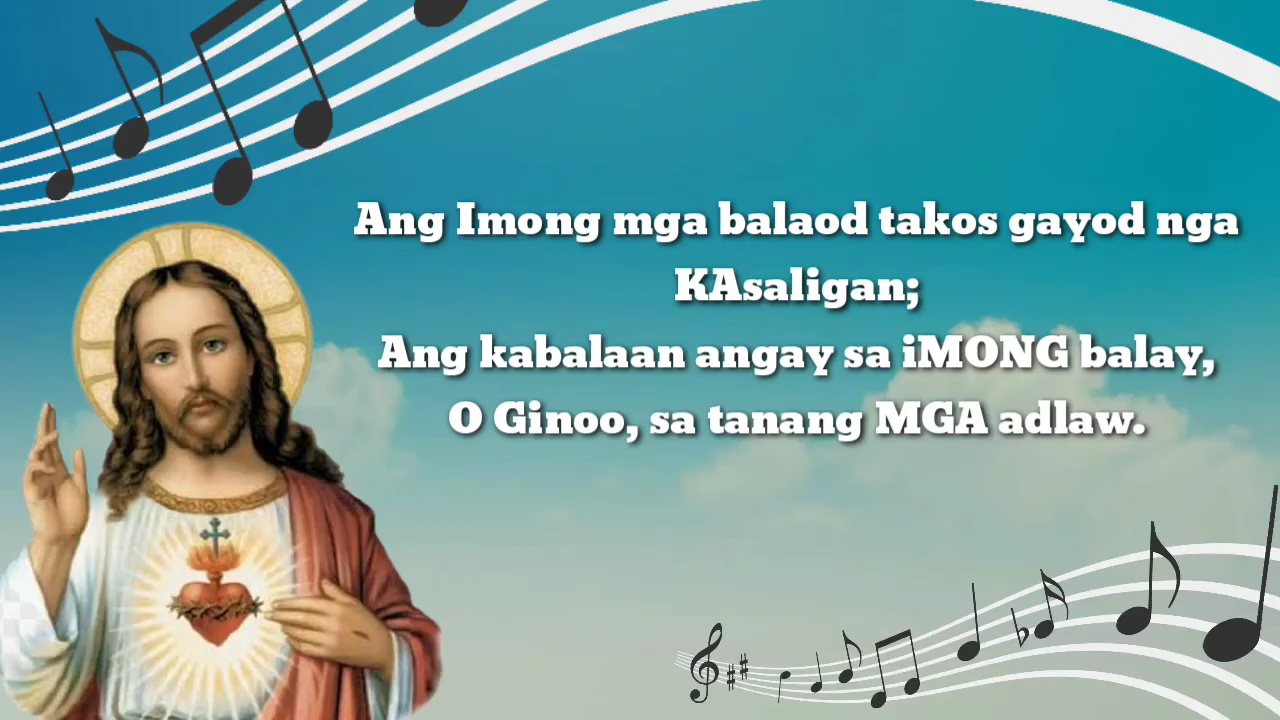 Ang Imong mga balaod takos gayod nga
KAsaligan;
Ang kabalaan angay sa iMONG balay,
O Ginoo, sa tanang MGA adlaw.